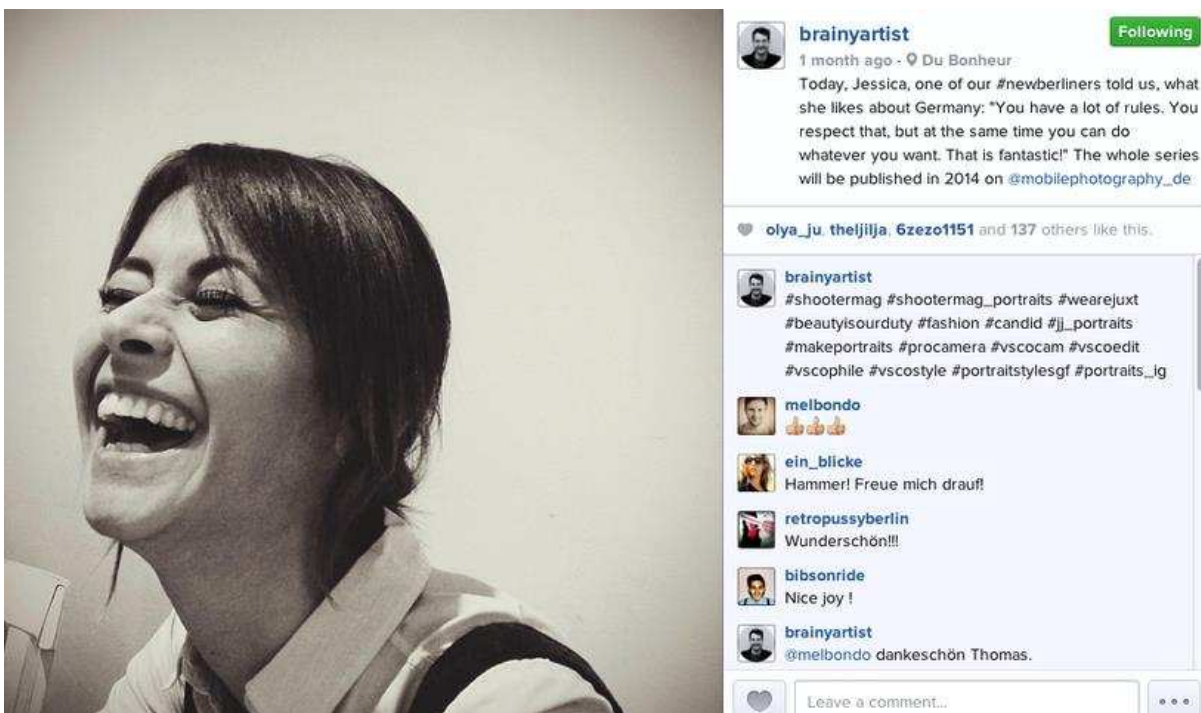 brainyartist
Following
1 month ago - Du Bonheur
Today, Jessica, one of our #newberliners told us, what
she likes about Germany: "You have a lot of rules. You
respect that, but at the same time you can do
whatever you want. That is fantastic!" The whole series
will be published in 2014 on @mobilephotography_de
olya_ju, theljilja, 6zezo1151 and 137 others like this.
brainyartist
#shootermag #shootermag_portraits #wearejuxt
#beautyisourduty #fashion #candid #jj_portraits
#makeportraits #procamera #vscocam #vscoedit
#vscophile #vscostyle #portraitstylesgf #portraits_ig
melbondo
👍👍👍
ein_blicke
Hammer! Freue mich drauf!
retropussyberlin
Wunderschön!!!
bibsonride
Nice joy !
brainyartist
@melbondo dankeschön Thomas.
Leave a comment...